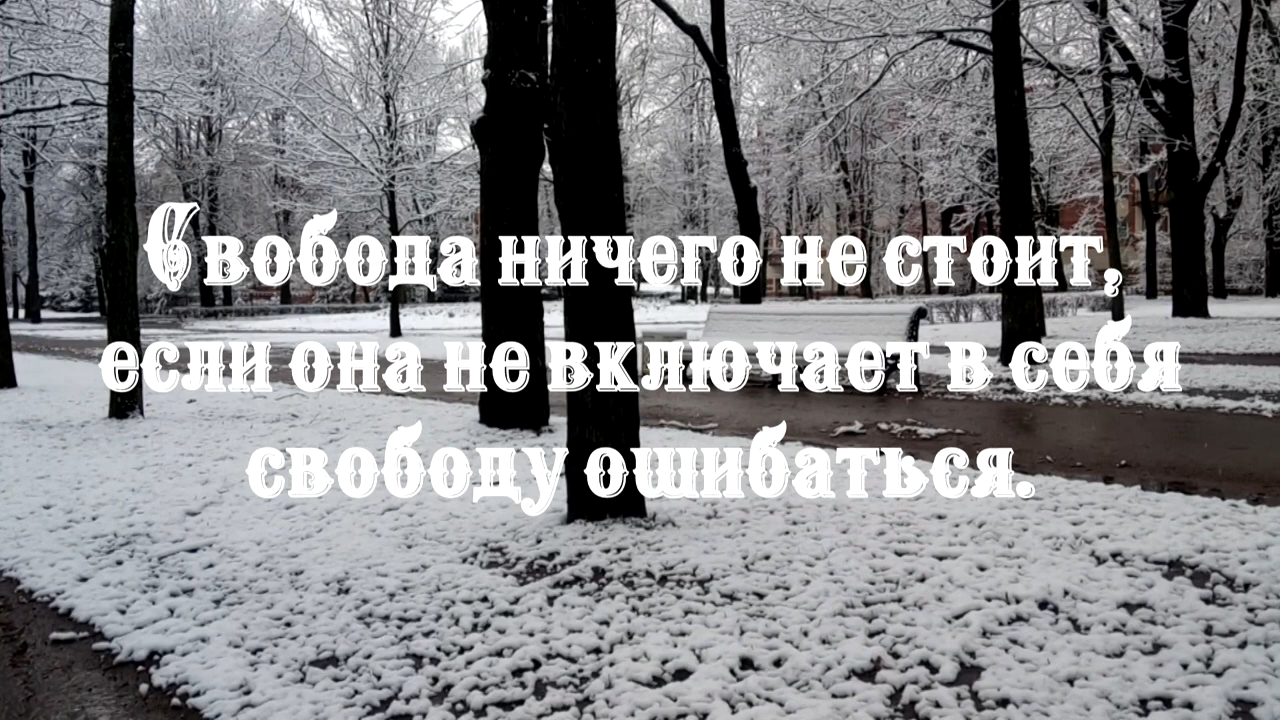 Свобода ничего не стоит,
если она не включает в себя
свободу ошибаться.